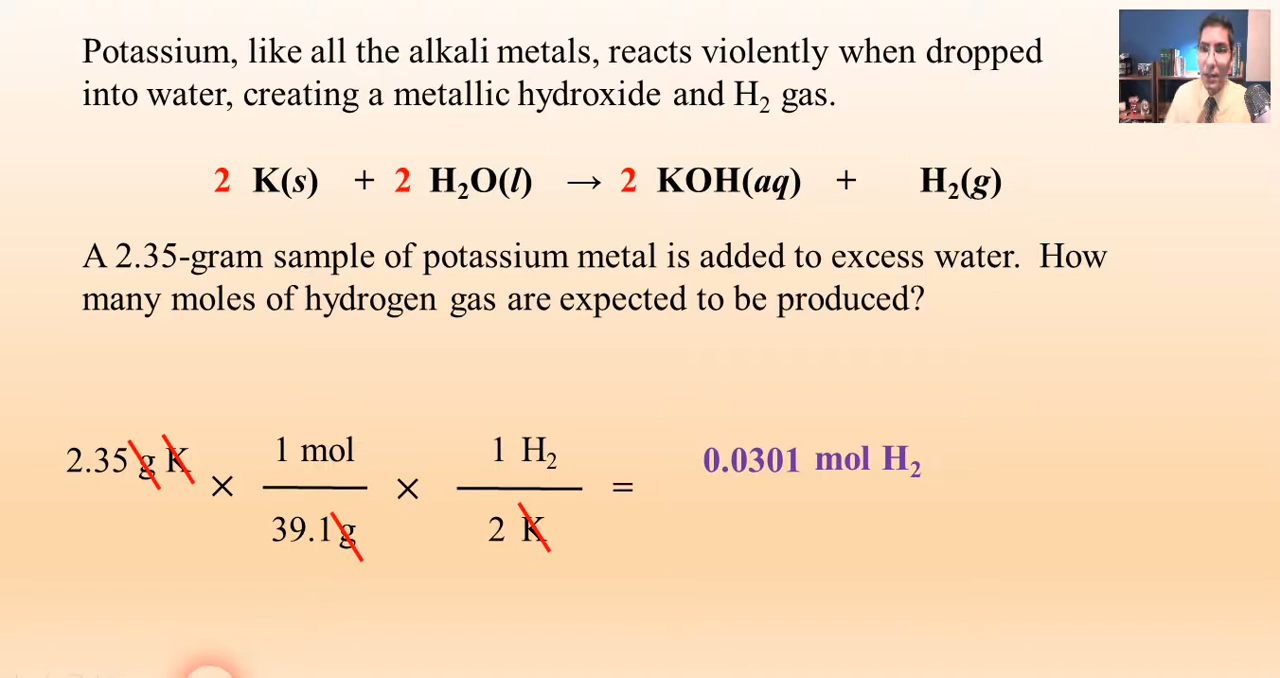 Potassium, like all the alkali metals, reacts violently when dropped
into water, creating a metallic hydroxide and H₂ gas.
2 K(s) + 2 H₂O(l) → 2 KOH(aq) + H₂(g)
A 2.35-gram sample of potassium metal is added to excess water. How
many moles of hydrogen gas are expected to be produced?
1 mol 1 H₂
2.35 g K × × = 0.0301 mol H₂
39.1 g 2 K